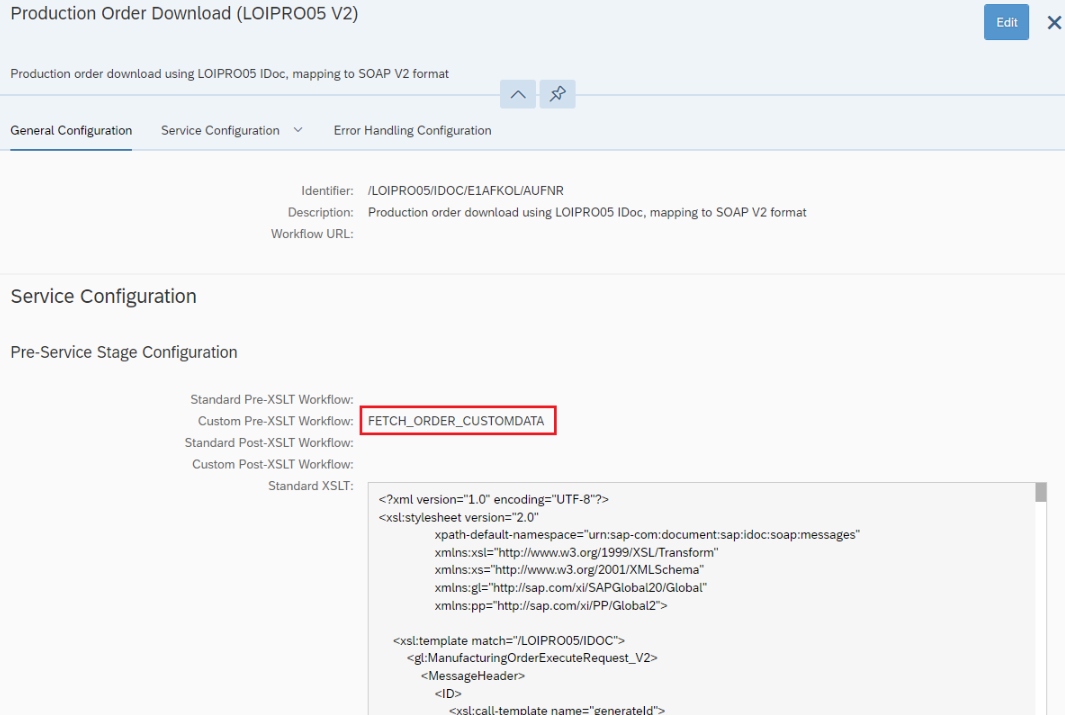 Production Order Download (LOIPRO05 V2)
Edit
Production order download using LOIPRO05 IDoc, mapping to SOAP V2 format
General Configuration Service Configuration Error Handling Configuration
Identifier: /LOIPRO05/IDOC/E1AFKOL/AUFNR
Description: Production order download using LOIPRO05 IDoc, mapping to SOAP V2 format
Workflow URL:
Service Configuration
Pre-Service Stage Configuration
Standard Pre-XSLT Workflow:
Custom Pre-XSLT Workflow: FETCH_ORDER_CUSTOMDATA
Standard Post-XSLT Workflow:
Custom Post-XSLT Workflow:
Standard XSLT:
<?xml version="1.0" encoding="UTF-8"?>
<xsl:stylesheet version="2.0"
xpath-default-namespace="urn:sap-com:document:sap:idoc:soap:messages"
xmlns:xsl="http://www.w3.org/1999/XSL/Transform"
xmlns:xs="http://www.w3.org/2001/XMLSchema"
xmlns:gl="http://sap.com/xi/SAPGlobal20/Global"
xmlns:pp="http://sap.com/xi/PP/Global2">
<xsl:template match="/LOIPRO05/IDOC">
<gl:ManufacturingOrderExecuteRequest_V2>
<MessageHeader>
<ID>
<xsl:call-template name="generateId">